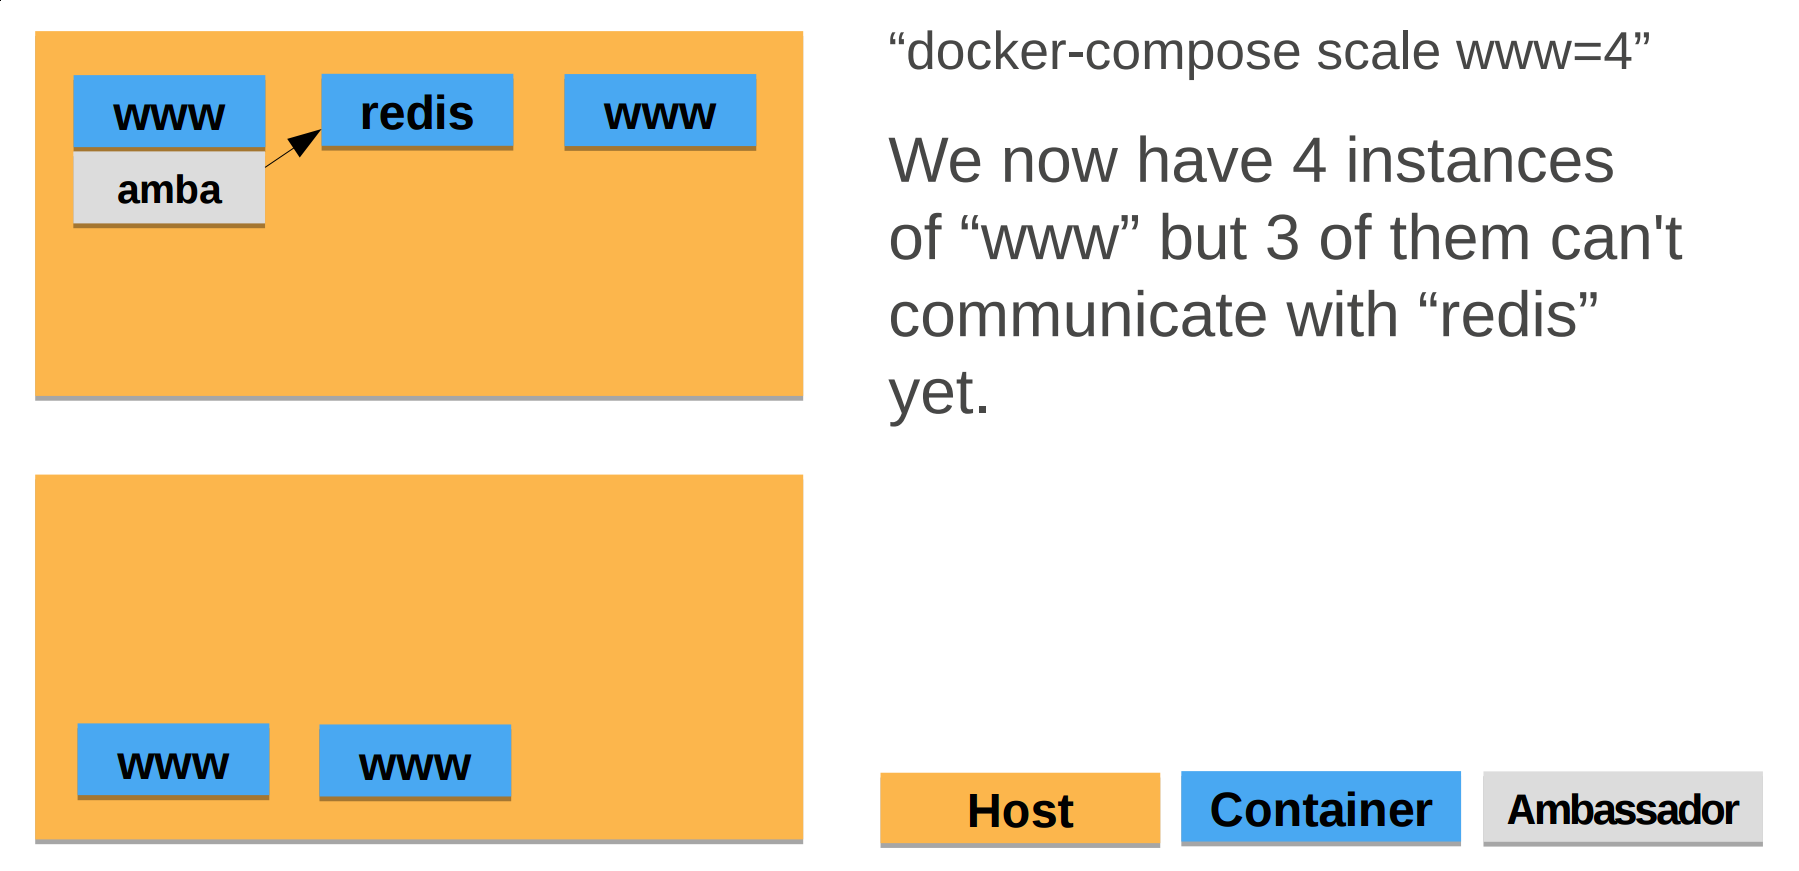 “docker-compose scale www=4”
We now have 4 instances
of “www” but 3 of them can't
communicate with “redis”
yet.
www
redis
www
amba
www
www
Host
Container
Ambassador